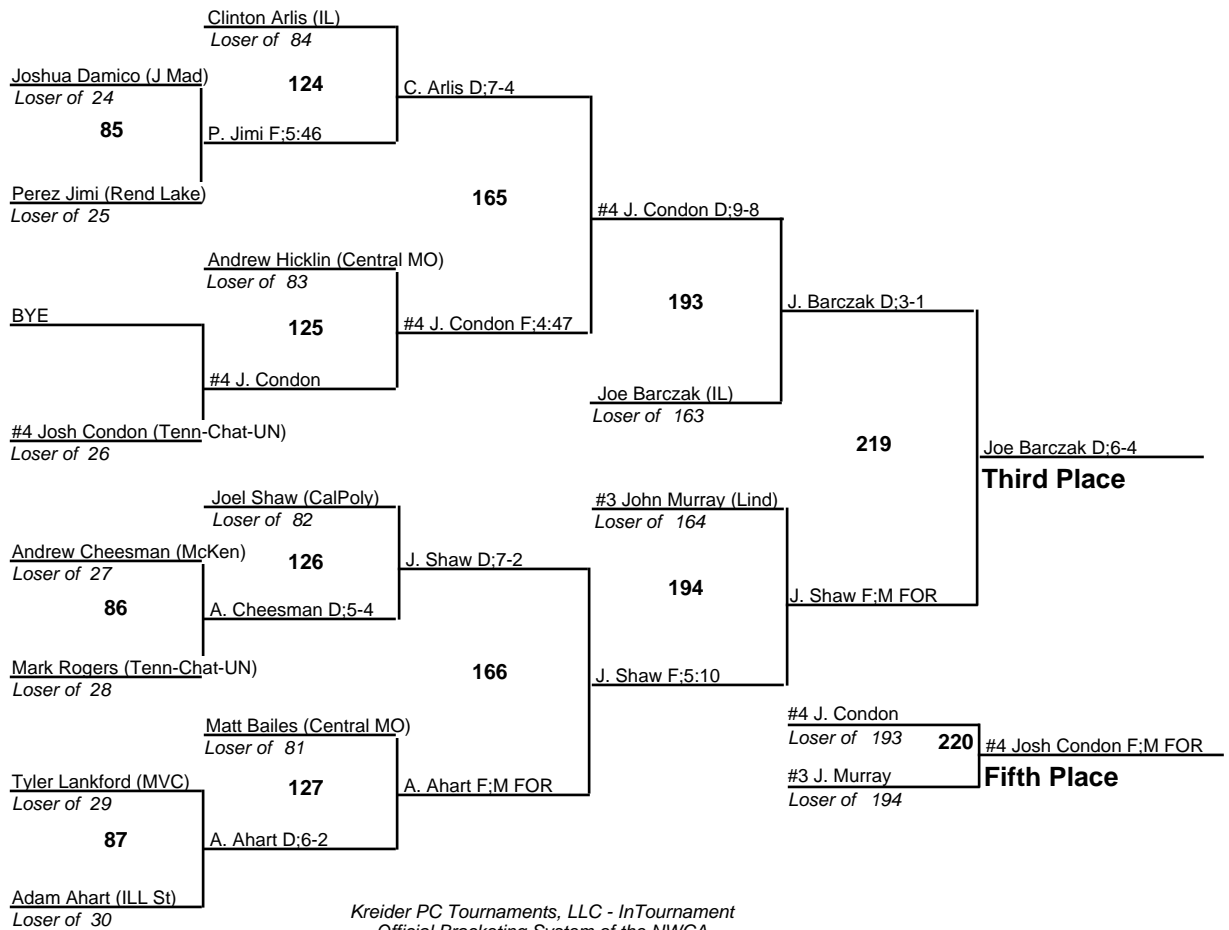 Clinton Arlis (IL)
Loser of 84
Joshua Damico (J Mad)
Loser of 24
124
C. Arlis D;7-4
85
P. Jimi F;5:46
Perez Jimi (Rend Lake)
Loser of 25
165
#4 J. Condon D;9-8
Andrew Hicklin (Central MO)
Loser of 83
BYE
125
#4 J. Condon F;4:47
193
J. Barczak D;3-1
#4 J. Condon
Joe Barczak (IL)
Loser of 163
#4 Josh Condon (Tenn-Chat-UN)
Loser of 26
219
Joe Barczak D;6-4
Third Place
Joel Shaw (CalPoly)
Loser of 82
#3 John Murray (Lind)
Loser of 164
Andrew Cheesman (McKen)
Loser of 27
126
J. Shaw D;7-2
86
A. Cheesman D;5-4
194
J. Shaw F;M FOR
Mark Rogers (Tenn-Chat-UN)
Loser of 28
166
J. Shaw F;5:10
Matt Bailes (Central MO)
Loser of 81
#4 J. Condon
Loser of 193
220
#4 Josh Condon F;M FOR
Fifth Place
#3 J. Murray
Loser of 194
Tyler Lankford (MVC)
Loser of 29
127
A. Ahart F;M FOR
87
A. Ahart D;6-2
Adam Ahart (ILL St)
Loser of 30
Kreider PC Tournaments, LLC - InTournament
Official Bracketing System of the NWCA